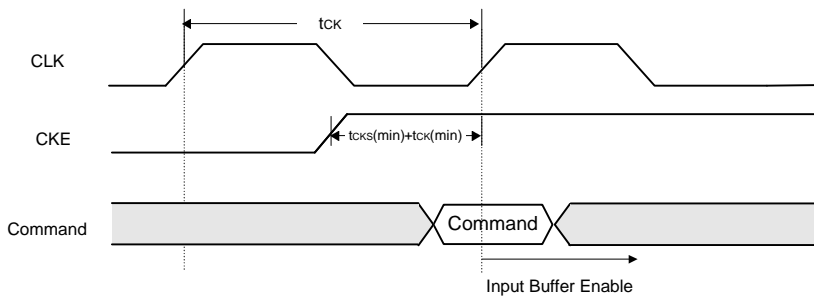 tCK
CLK
CKE
tCKS(min)+tCK(min)
Command
Command
Input Buffer Enable